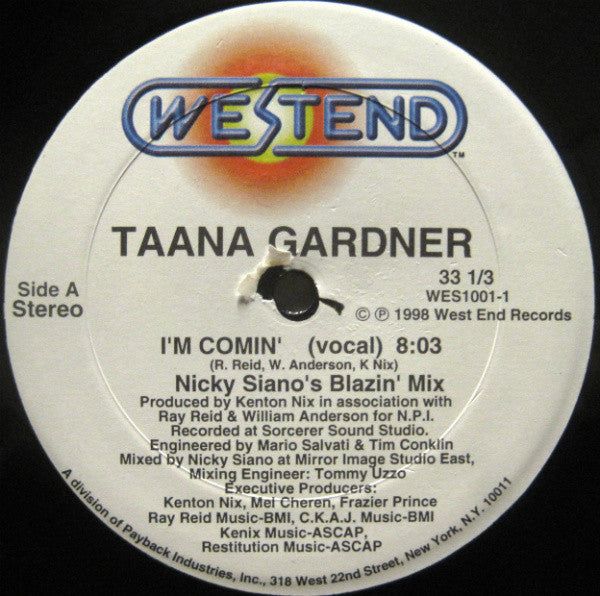 WESTEND
TM
TAANA GARDNER
Side A
Stereo
33 1/3
WES1001-1
© ℗ 1998 West End Records
I'M COMIN' (vocal) 8:03
(R. Reid, W. Anderson, K Nix)
Nicky Siano's Blazin' Mix
Produced by Kenton Nix in association with
Ray Reid & William Anderson for N.P.I.
Recorded at Sorcerer Sound Studio.
Engineered by Mario Salvati & Tim Conklin
Mixed by Nicky Siano at Mirror Image Studio East,
Mixing Engineer: Tommy Uzzo
Executive Producers:
Kenton Nix, Mel Cheren, Frazier Prince
Ray Reid Music-BMI, C.K.A.J. Music-BMI
Kenix Music-ASCAP,
Restitution Music-ASCAP
A division of Payback Industries, Inc., 318 West 22nd Street, New York, N.Y. 10011